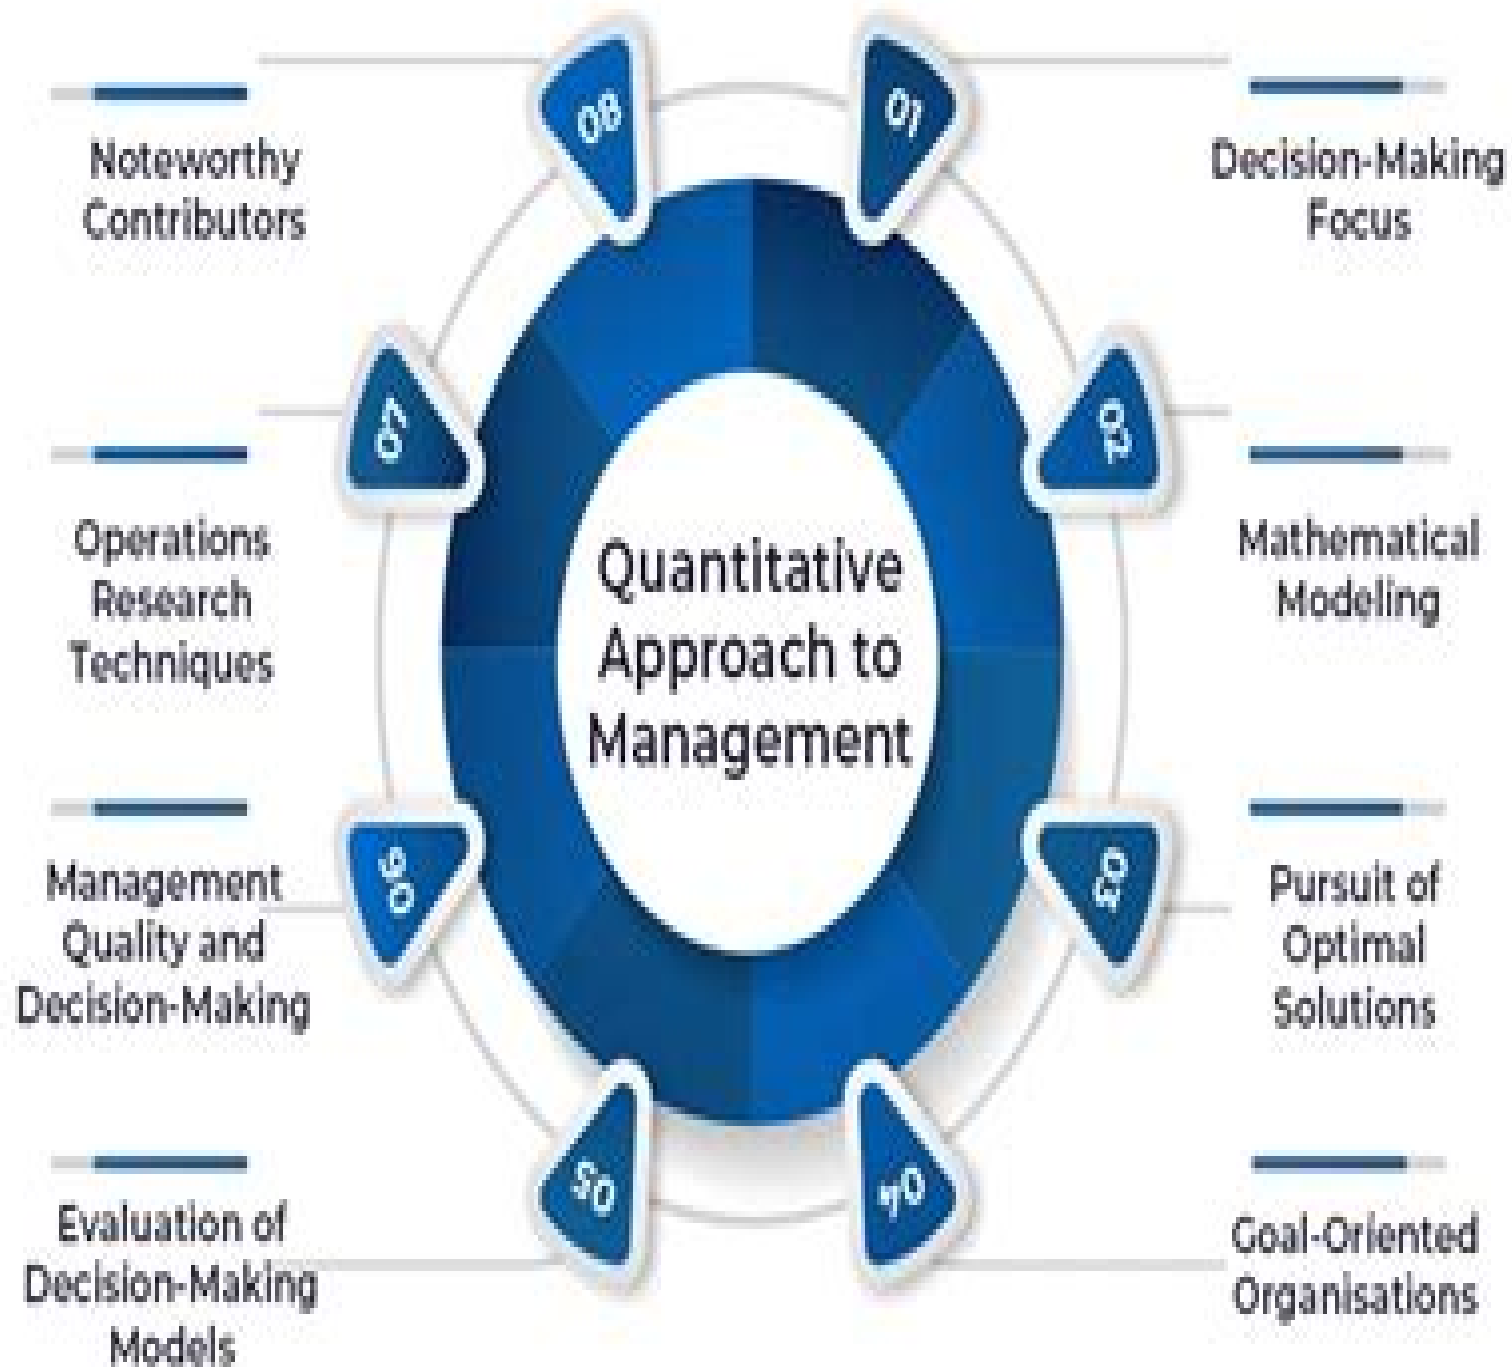 Quantitative
Approach to
Management
01
Decision-Making
Focus
02
Mathematical
Modeling
03
Pursuit of
Optimal
Solutions
04
Goal-Oriented
Organisations
05
Evaluation of
Decision-Making
Models
06
Management
Quality and
Decision-Making
07
Operations
Research
Techniques
08
Noteworthy
Contributors